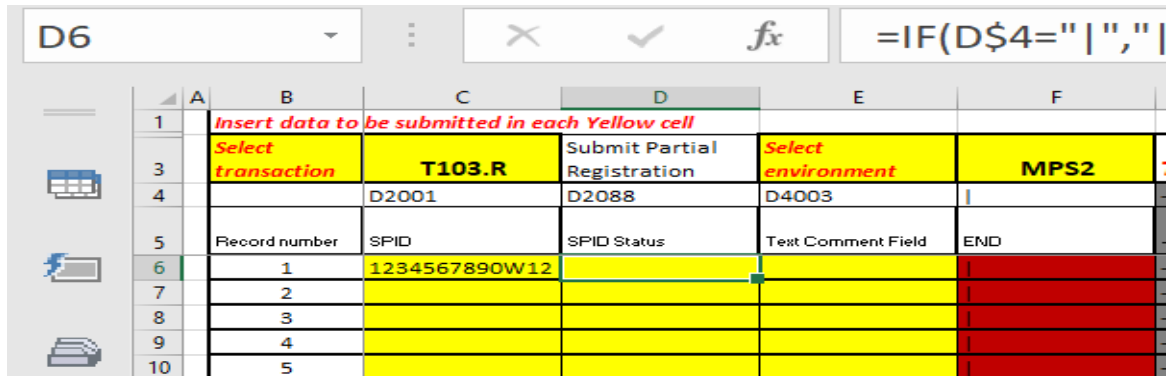 D6 fx =IF(D$4="|","|
A B C D E F
1 Insert data to be submitted in each Yellow cell
Select Submit Partial Select
3 transaction T103.R Registration environment MPS2
4 D2001 D2088 D4003 |
5 Record number SPID SPID Status Text Comment Field END
6 1 1234567890W12 |
7 2 |
8 3 |
9 4 |
10 5 |